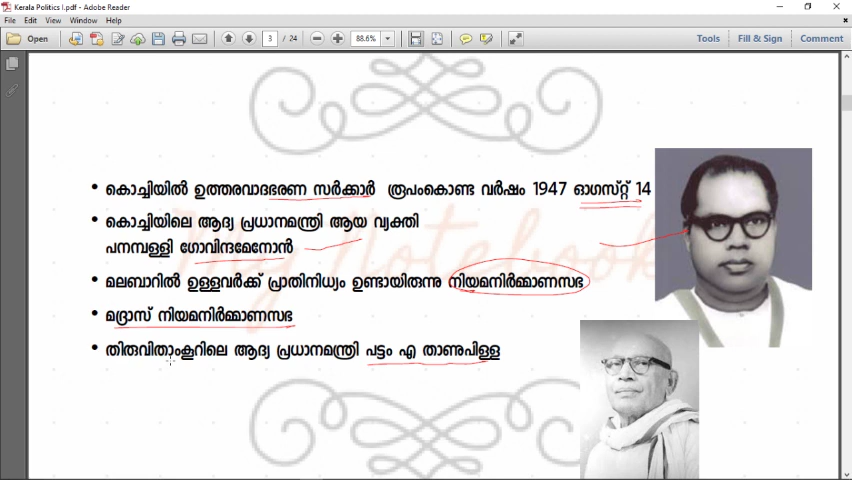 Kerala Politics I.pdf - Adobe Reader
File Edit View Window Help
Open 3 / 24 88.6% Tools Fill & Sign Comment
• കൊച്ചിയിൽ ഉത്തരവാദഭരണ സർക്കാർ രൂപംകൊണ്ട വർഷം 1947 ഓഗസ്റ്റ് 14
• കൊച്ചിയിലെ ആദ്യ പ്രധാനമന്ത്രി ആയ വ്യക്തി
പനമ്പള്ളി ഗോവിന്ദമേനോൻ
• മലബാറിൽ ഉള്ളവർക്ക് പ്രാതിനിധ്യം ഉണ്ടായിരുന്ന നിയമനിർമ്മാണസഭ
• മദ്രാസ് നിയമനിർമ്മാണസഭ
• തിരുവിതാംകൂറിലെ ആദ്യ പ്രധാനമന്ത്രി പട്ടം എ താണുപിള്ള
My Notebook